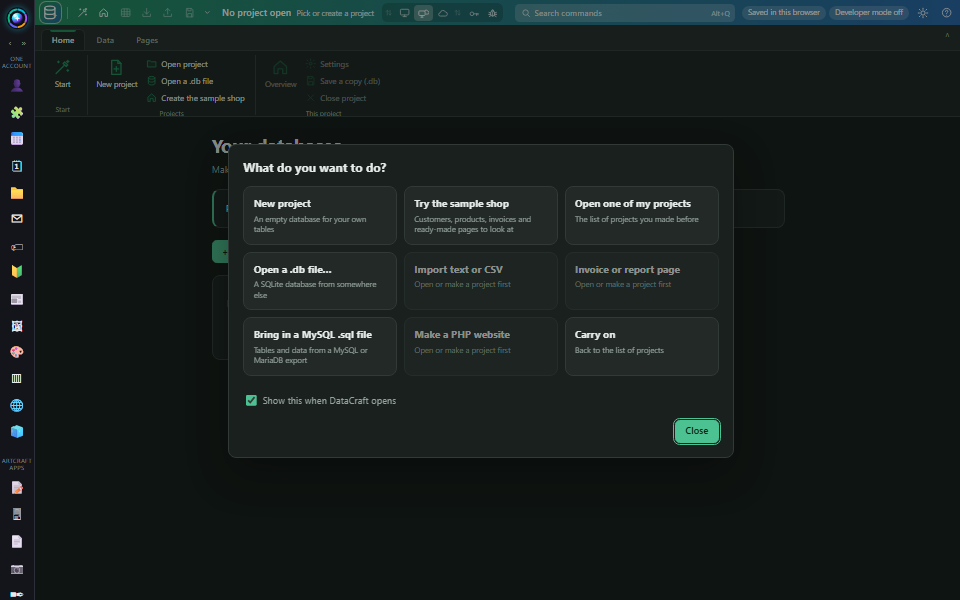 No project open Pick or create a project
Search commands Alt+Q
Saved in this browser
Developer mode off
ONE
ACCOUNT
Home Data Pages
Start
New project
Open project
Open a .db file
Create the sample shop
Overview
Settings
Save a copy (.db)
Close project
Start
Projects
This project
What do you want to do?
New project
An empty database for your own
tables
Try the sample shop
Customers, products, invoices and
ready-made pages to look at
Open one of my projects
The list of projects you made before
Open a .db file...
A SQLite database from somewhere
else
Import text or CSV
Open or make a project first
Invoice or report page
Open or make a project first
Bring in a MySQL .sql file
Tables and data from a MySQL or
MariaDB export
Make a PHP website
Open or make a project first
Carry on
Back to the list of projects
Show this when DataCraft opens
Close
ARTCRAFT
APPS